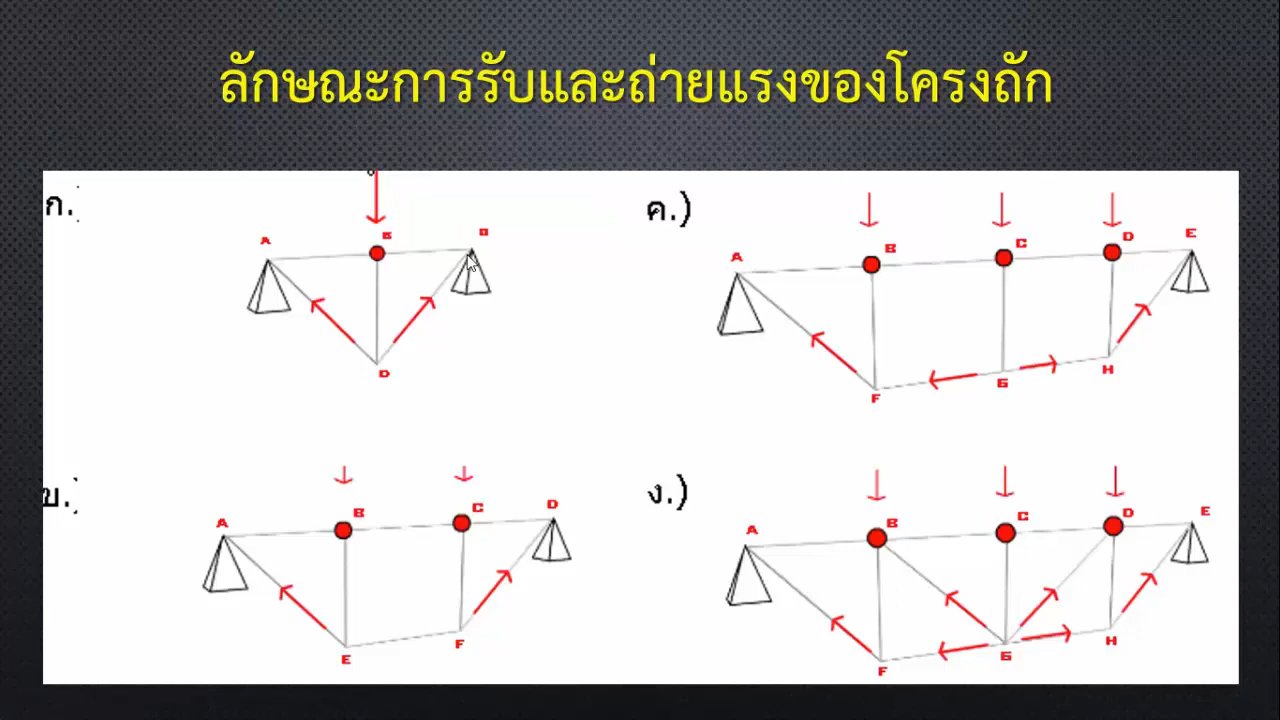 ลักษณะการรับและถ่ายแรงของโครงถัก
ก.)
A B
D
ค.)
A B C D E
F G H
ข.)
A B C D
E F
ง.)
A B C D E
F G H